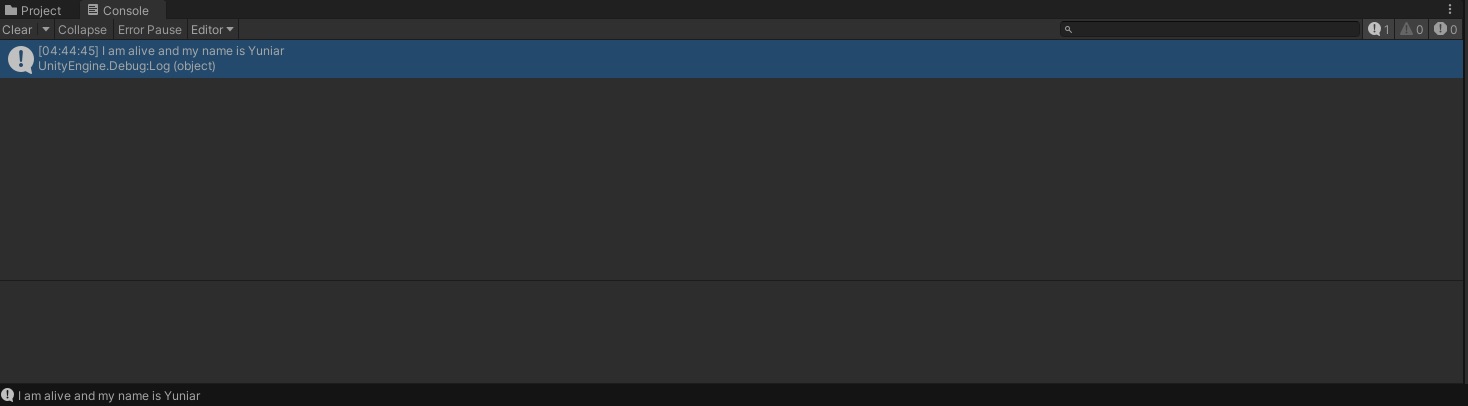 Project Console
Clear Collapse Error Pause Editor 1 0 0
[04:44:45] I am alive and my name is Yuniar
UnityEngine.Debug:Log (object)
I am alive and my name is Yuniar